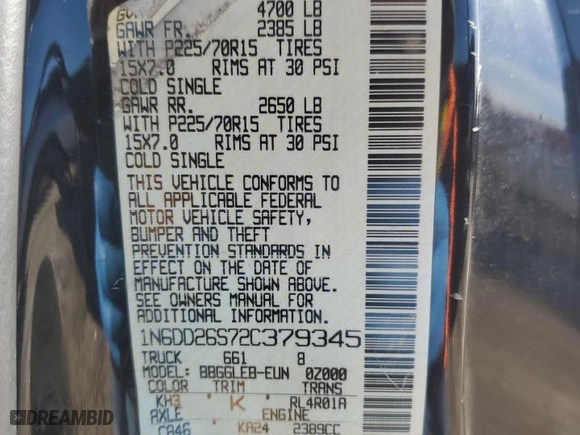 4700 LB
GAWR FR. 2385 LB
WITH P225/70R15 TIRES
15X7.0 RIMS AT 30 PSI
COLD SINGLE
GAWR RR. 2650 LB
WITH P225/70R15 TIRES
15X7.0 RIMS AT 30 PSI
COLD SINGLE
THIS VEHICLE CONFORMS TO
ALL APPLICABLE FEDERAL
MOTOR VEHICLE SAFETY,
BUMPER AND THEFT
PREVENTION STANDARDS IN
EFFECT ON THE DATE OF
MANUFACTURE SHOWN ABOVE.
SEE OWNERS MANUAL FOR
ADDITIONAL INFORMATION.
1N6DD26S72C379345
TRUCK 661 8
MODEL: BBGGLEB-EUN 0Z000
COLOR TRIM TRANS
KH3 K RL4R01A
AXLE ENGINE
CB46 KA24 2389CC
DREAMBID